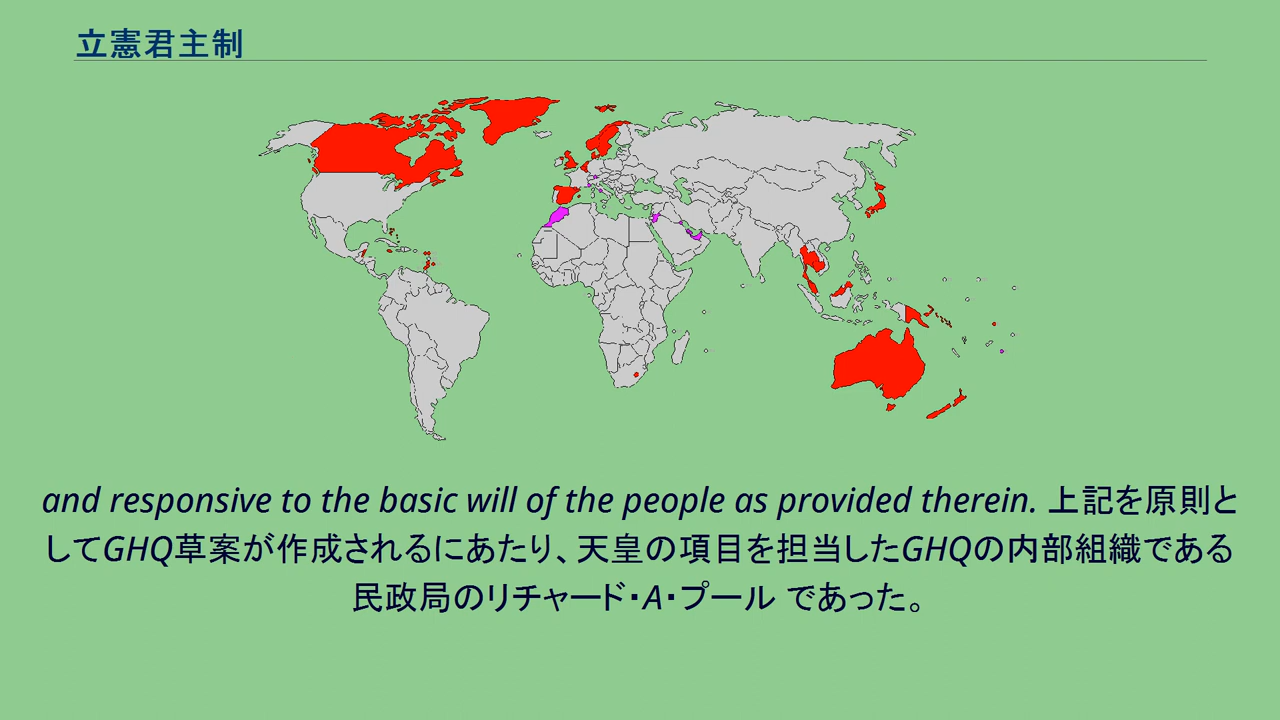 立憲君主制
and responsive to the basic will of the people as provided therein. 上記を原則と
してGHQ草案が作成されるにあたり、天皇の項目を担当したGHQの内部組織である
民政局のリチャード・A・プール であった。